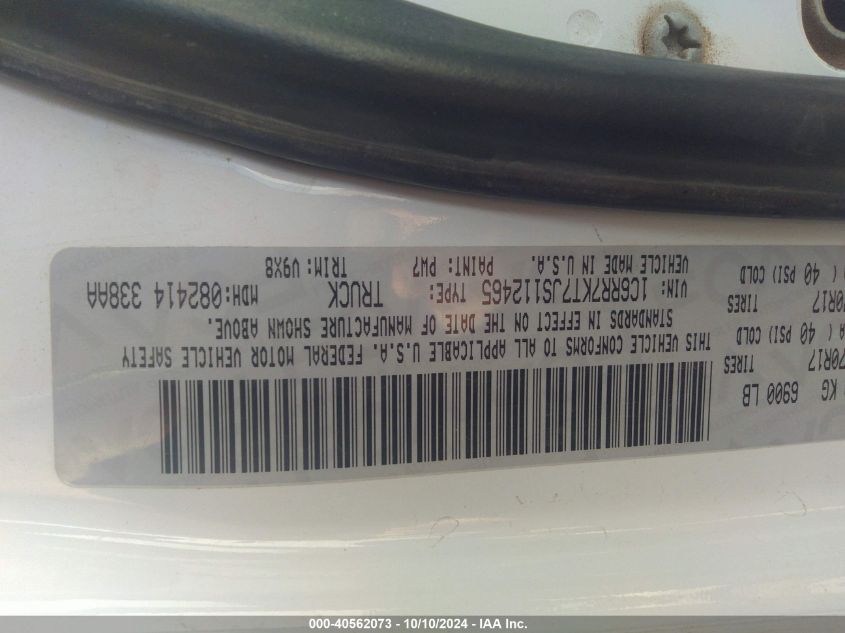 KG 6900 LB
70R17 TIRES
A ( 40 PSI) COLD
70R17 TIRES
( 40 PSI) COLD
THIS VEHICLE CONFORMS TO ALL APPLICABLE U.S.A. FEDERAL MOTOR VEHICLE SAFETY
STANDARDS IN EFFECT ON THE DATE OF MANUFACTURE SHOWN ABOVE.
VIN: 1C6RR7KT7JS112465 TYPE: TRUCK MDH: 082414 338AA
VEHICLE MADE IN U.S.A. PAINT: PW7 TRIM: V9X8
000-40562073 - 10/10/2024 - IAA Inc.